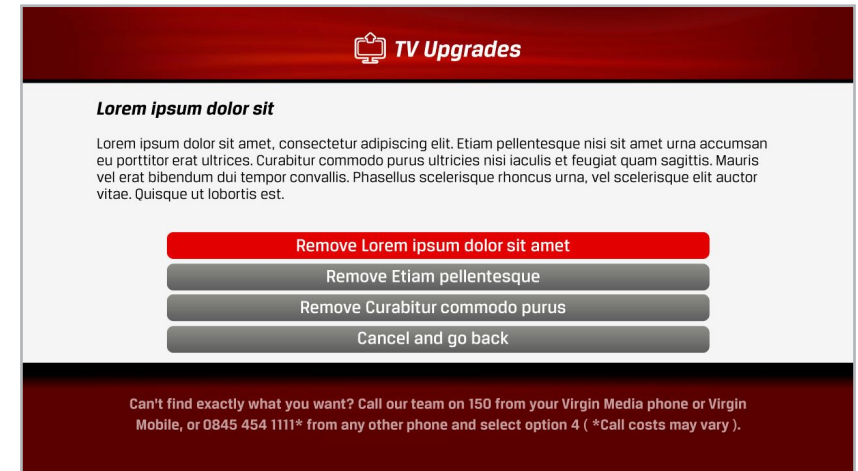 TV Upgrades
Lorem ipsum dolor sit
Lorem ipsum dolor sit amet, consectetur adipiscing elit. Etiam pellentesque nisi sit amet urna accumsan
eu porttitor erat ultrices. Curabitur commodo purus ultricies nisi iaculis et feugiat quam sagittis. Mauris
vel erat bibendum dui tempor convallis. Phasellus scelerisque rhoncus urna, vel scelerisque elit auctor
vitae. Quisque ut lobortis est.
Remove Lorem ipsum dolor sit amet
Remove Etiam pellentesque
Remove Curabitur commodo purus
Cancel and go back
Can't find exactly what you want? Call our team on 150 from your Virgin Media phone or Virgin
Mobile, or 0845 454 1111* from any other phone and select option 4 ( *Call costs may vary ).